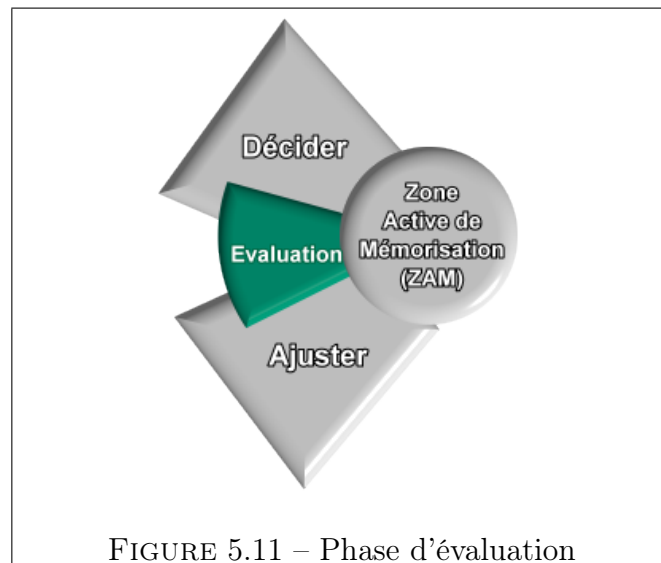 Décider
Zone
Active de
Mémorisation
(ZAM)
Evaluation
Ajuster
FIGURE 5.11 – Phase d'évaluation